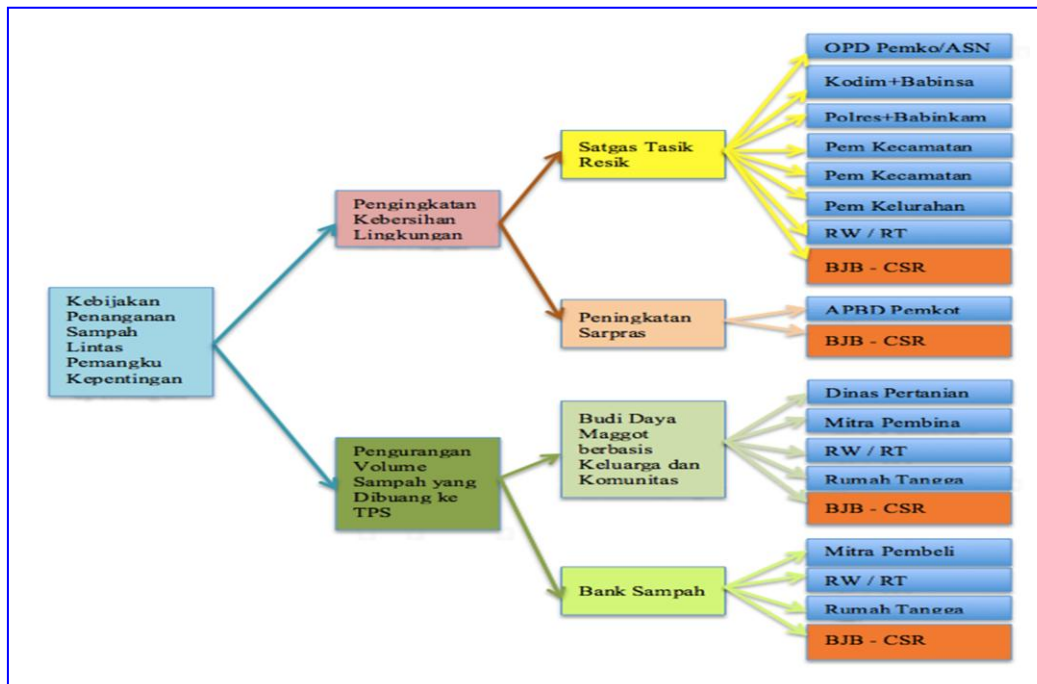 Kebijakan
Penanganan
Sampah
Lintas
Pemangku
Kepentingan
Pengingkatan
Kebersihan
Lingkungan
Pengurangan
Volume
Sampah yang
Dibuang ke
TPS
Satgas Tasik
Resik
Peningkatan
Sarpras
Budi Daya
Maggot
berbasis
Keluarga dan
Komunitas
Bank Sampah
OPD Pemko/ASN
Kodim+Babinsa
Polres+Babinkam
Pem Kecamatan
Pem Kecamatan
Pem Kelurahan
RW / RT
BJB - CSR
APBD Pemkot
BJB - CSR
Dinas Pertanian
Mitra Pembina
RW / RT
Rumah Tangga
BJB - CSR
Mitra Pembeli
RW / RT
Rumah Tangga
BJB - CSR